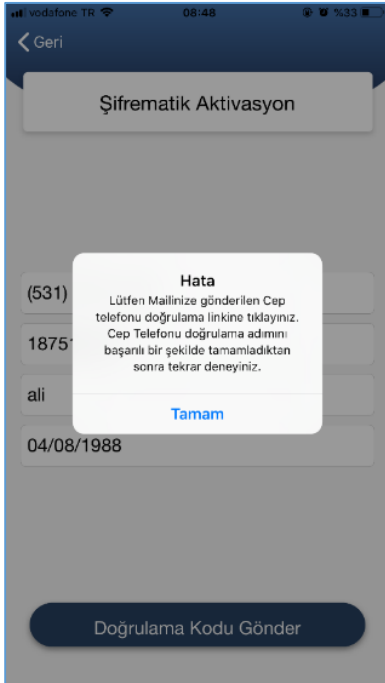 vodafone TR 08:48 %33
Geri
Şifrematik Aktivasyon
Hata
Lütfen Mailinize gönderilen Cep
telefonu doğrulama linkine tıklayınız.
Cep Telefonu doğrulama adımını
başarılı bir şekilde tamamladıktan
sonra tekrar deneyiniz.
Tamam
(531)
1875
ali
04/08/1988
Doğrulama Kodu Gönder